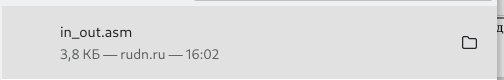 in_out.asm
3,8 КБ — rudn.ru — 16:02